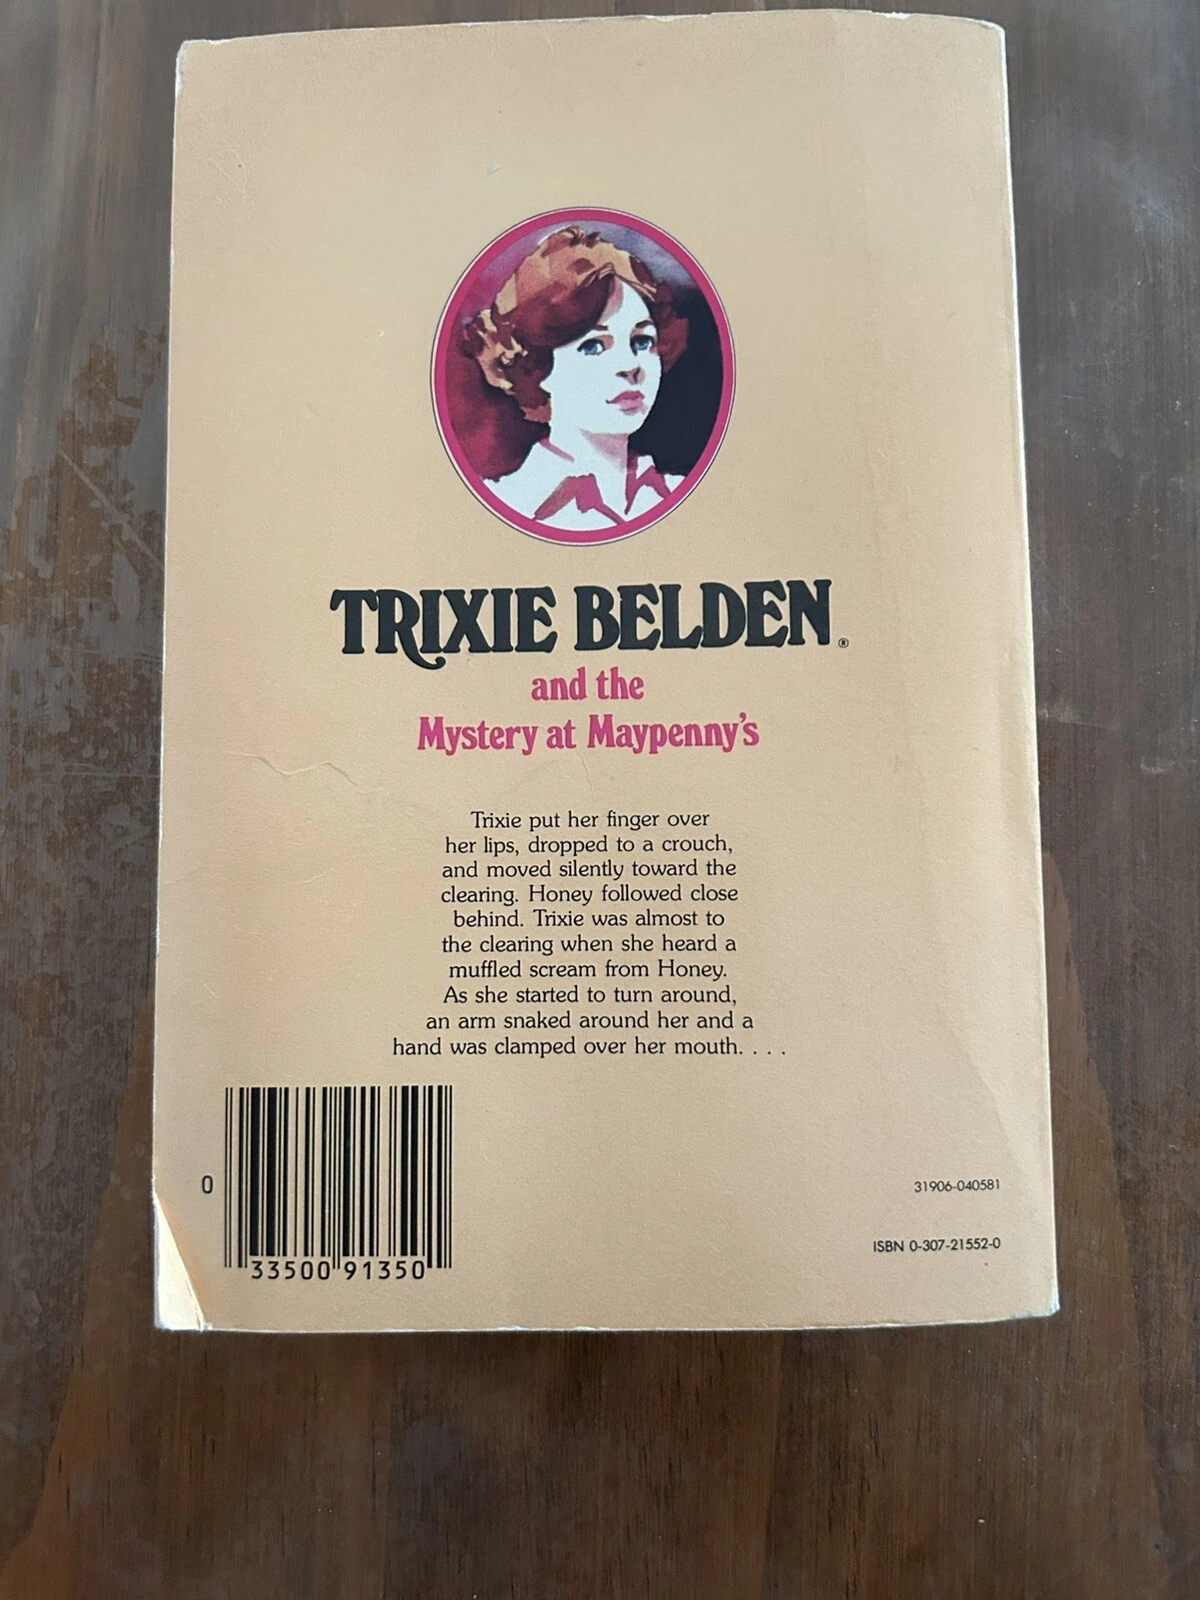 TRIXIE BELDEN®
and the
Mystery at Maypenny's
Trixie put her finger over
her lips, dropped to a crouch,
and moved silently toward the
clearing. Honey followed close
behind. Trixie was almost to
the clearing when she heard a
muffled scream from Honey.
As she started to turn around,
an arm snaked around her and a
hand was clamped over her mouth. . . .
0
33500 91350
31906-040581
ISBN 0-307-21552-0